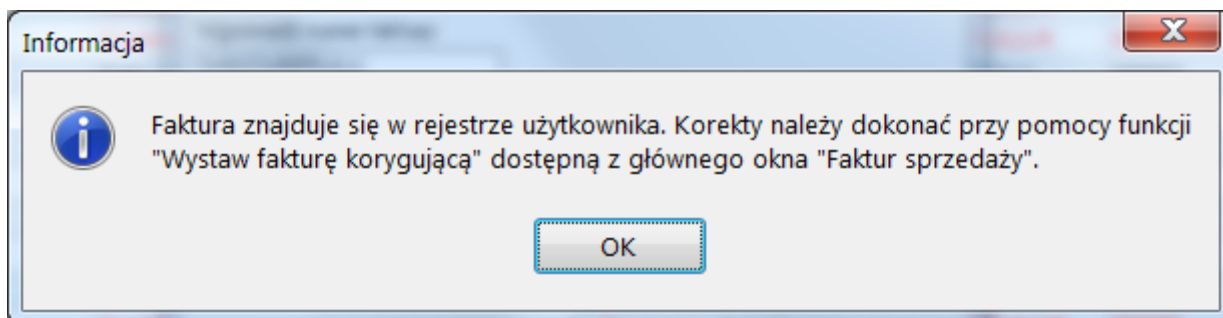 Informacja
Faktura znajduje się w rejestrze użytkownika. Korekty należy dokonać przy pomocy funkcji
"Wystaw fakturę korygującą" dostępną z głównego okna "Faktur sprzedaży".
OK